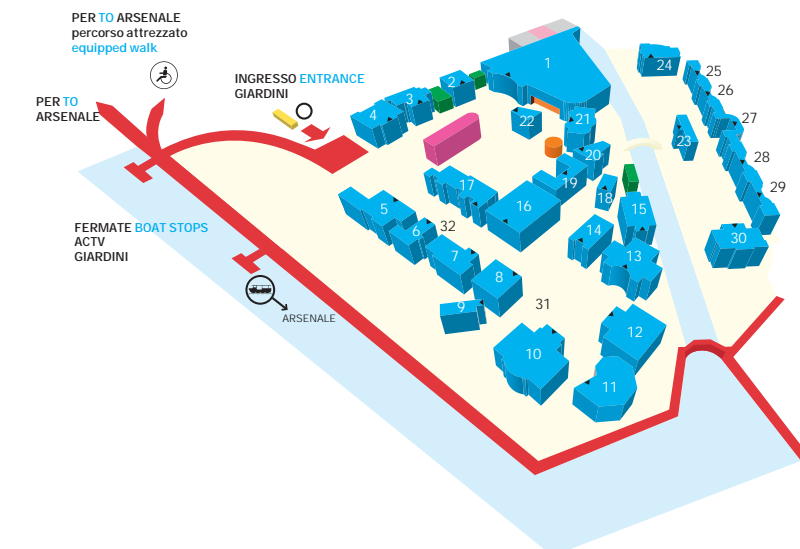 PER TO ARSENALE
percorso attrezzato
equipped walk
INGRESSO ENTRANCE
GIARDINI
PER TO
ARSENALE
FERMATE BOAT STOPS
ACTV
GIARDINI
ARSENALE
1
2
3
4
5
6
7
8
9
10
11
12
13
14
15
16
17
18
19
20
21
22
23
24
25
26
27
28
29
30
31
32